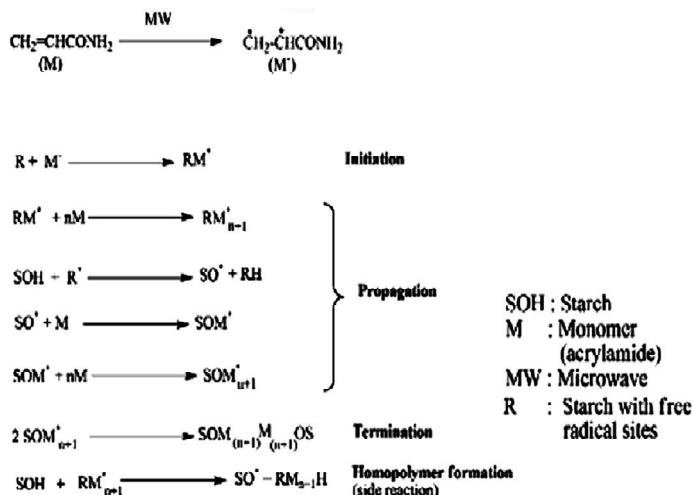 MW
CH₂=CHCONH₂ ĊH₂-ĊHCONH₂
(M) (M˙)
R + M˙ RM˙ Initiation
RM˙ + nM RM˙ₙ₊₁
SOH + R˙ SO˙ + RH
Propagation
SO˙ + M SOM˙
SOM˙ + nM SOM˙ₙ₊₁
2 SOM˙ₙ₊₁ SOM₍ₙ₊₁₎M₍ₙ₊₁₎OS Termination
SOH + RM˙ₙ₊₁ SO˙ – RMₙ₋₁H Homopolymer formation
(side reaction)
SOH : Starch
M : Monomer
(acrylamide)
MW : Microwave
R : Starch with free
radical sites